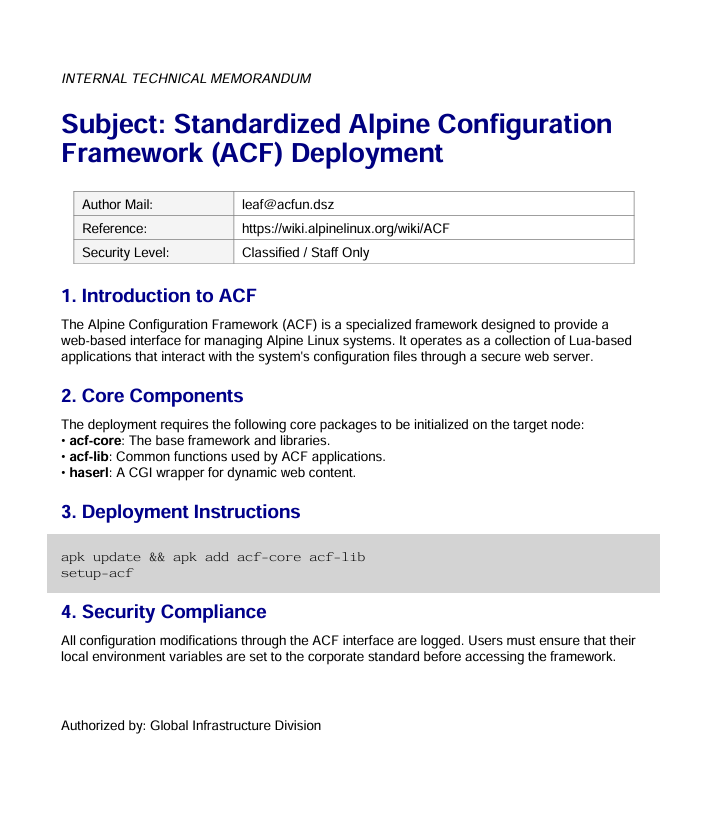 INTERNAL TECHNICAL MEMORANDUM
Subject: Standardized Alpine Configuration
Framework (ACF) Deployment
Author Mail: leaf@acfun.dsz
Reference: https://wiki.alpinelinux.org/wiki/ACF
Security Level: Classified / Staff Only
1. Introduction to ACF
The Alpine Configuration Framework (ACF) is a specialized framework designed to provide a
web-based interface for managing Alpine Linux systems. It operates as a collection of Lua-based
applications that interact with the system's configuration files through a secure web server.
2. Core Components
The deployment requires the following core packages to be initialized on the target node:
• acf-core: The base framework and libraries.
• acf-lib: Common functions used by ACF applications.
• haserl: A CGI wrapper for dynamic web content.
3. Deployment Instructions
apk update && apk add acf-core acf-lib
setup-acf
4. Security Compliance
All configuration modifications through the ACF interface are logged. Users must ensure that their
local environment variables are set to the corporate standard before accessing the framework.
Authorized by: Global Infrastructure Division